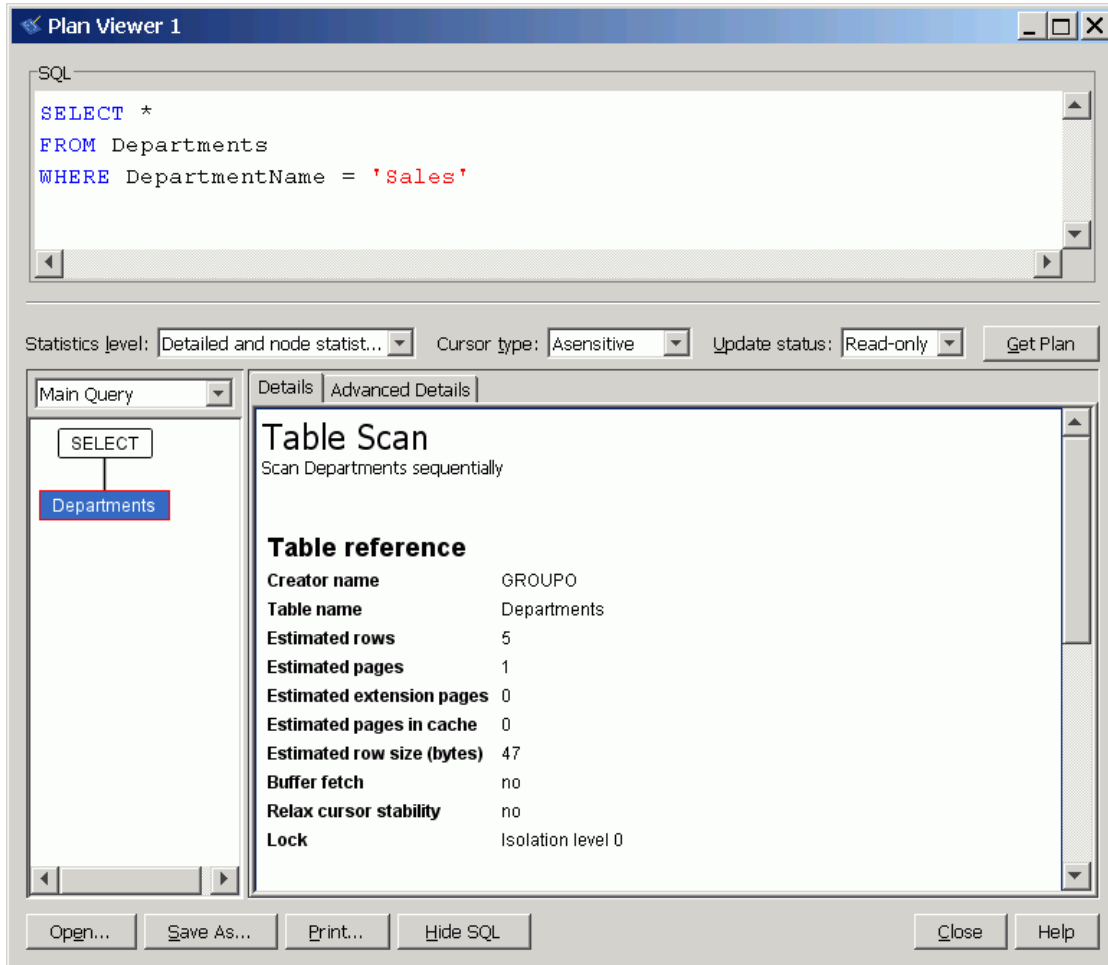 Plan Viewer 1
SQL
SELECT *
FROM Departments
WHERE DepartmentName = 'Sales'
Statistics level: Detailed and node statist... Cursor type: Asensitive Update status: Read-only Get Plan
Main Query
Details Advanced Details
SELECT
Departments
Table Scan
Scan Departments sequentially
Table reference
Creator name GROUPO
Table name Departments
Estimated rows 5
Estimated pages 1
Estimated extension pages 0
Estimated pages in cache 0
Estimated row size (bytes) 47
Buffer fetch no
Relax cursor stability no
Lock Isolation level 0
Open... Save As... Print... Hide SQL Close Help